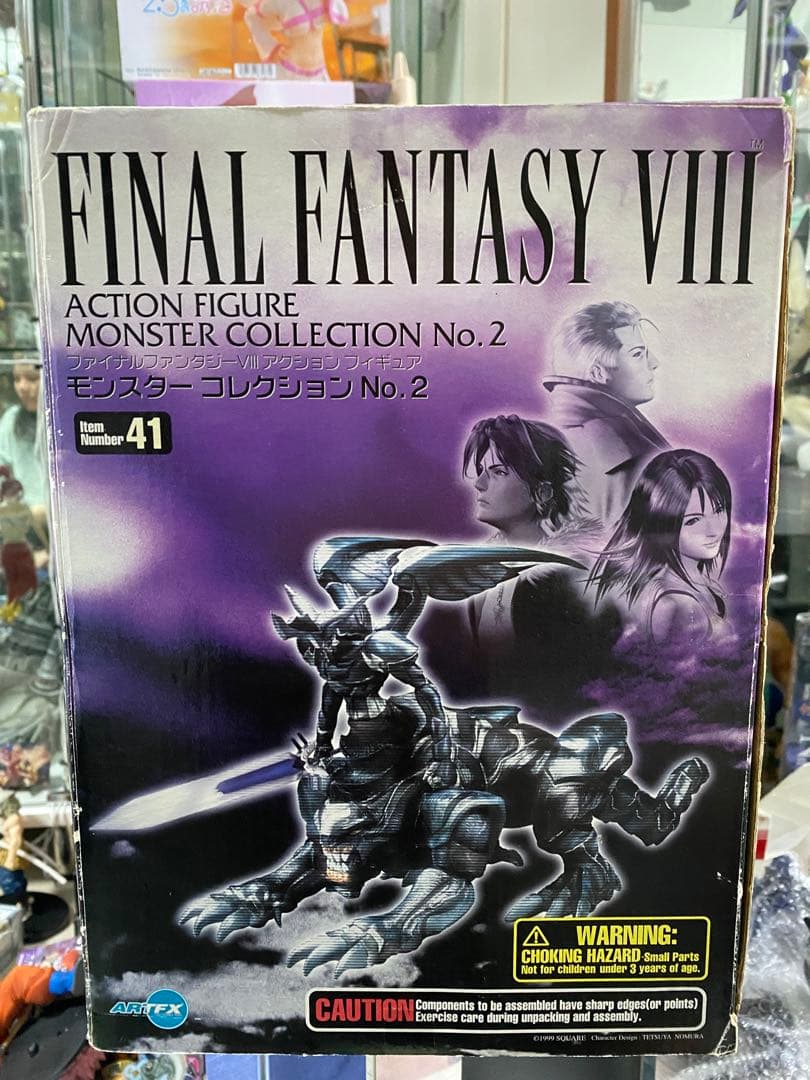 FINAL FANTASY VIII™
ACTION FIGURE
MONSTER COLLECTION No.2
ファイナルファンタジーVIII アクション フィギュア
モンスター コレクション No.2
Item
Number 41
WARNING:
CHOKING HAZARD-Small Parts
Not for children under 3 years of age.
ARTFX
CAUTION Components to be assembled have sharp edges(or points)
Exercise care during unpacking and assembly.
©1999 SQUARE Character Design : TETSUYA NOMURA